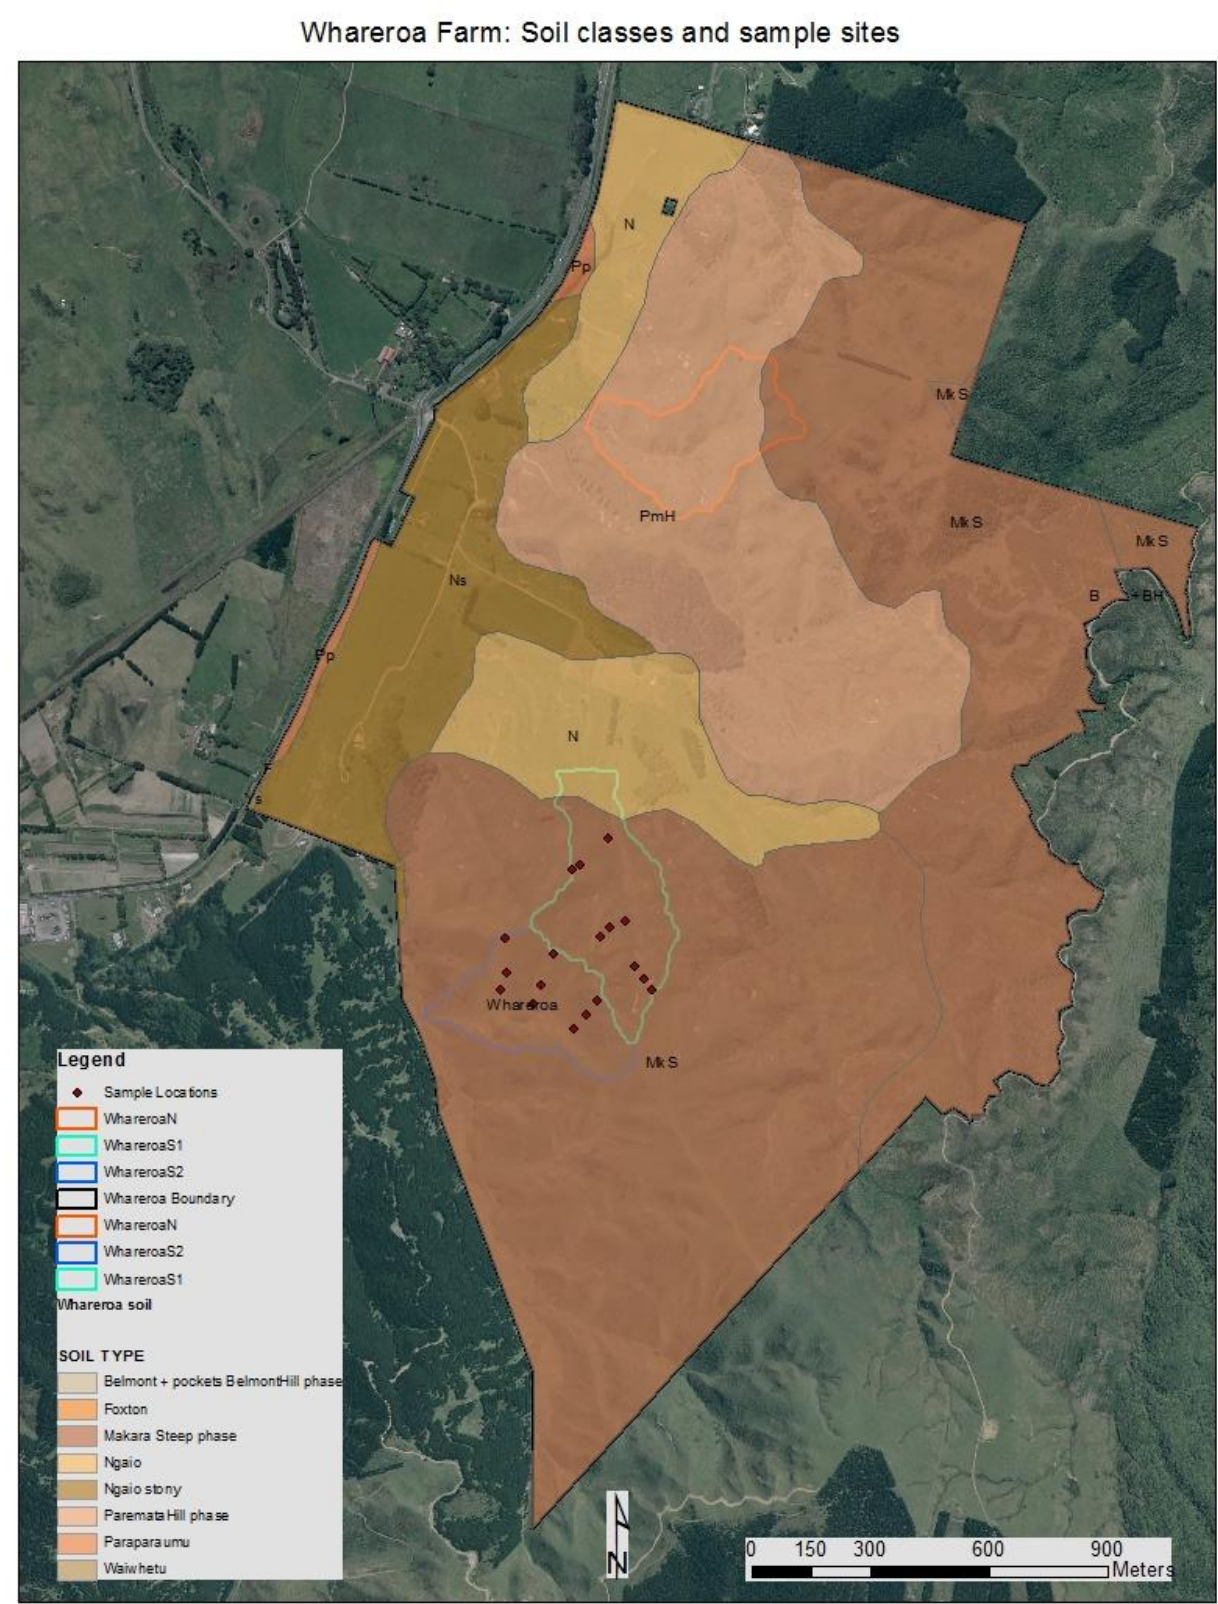 Whareroa Farm: Soil classes and sample sites
N
Pp
MkS
PmH
MkS
MkS
Ns
B
+BH
Pp
N
F
s
Whareroa
MkS
Legend
Sample Locations
WhareroaN
WhareroaS1
WhareroaS2
Whareroa Boundary
WhareroaN
WhareroaS2
WhareroaS1
Whareroa soil
SOIL TYPE
Belmont + pockets BelmontHill phase
Foxton
Makara Steep phase
Ngaio
Ngaio stony
ParemataHill phase
Paraparaumu
Waiwhetu
N
0 150 300 600 900
Meters